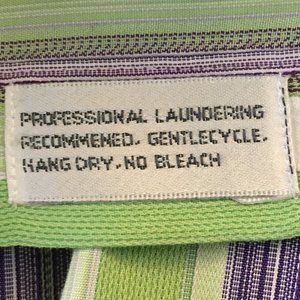 PROFESSIONAL LAUNDERING
RECOMMENED. GENTLECYCLE.
HANG DRY. NO BLEACH